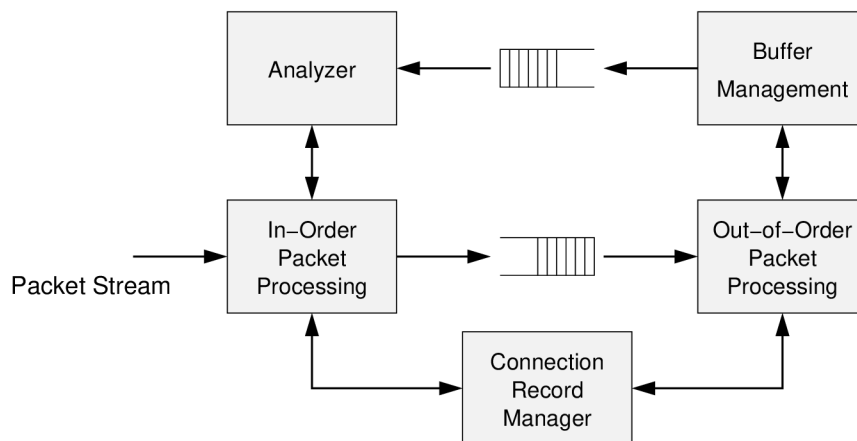 Analyzer
Buffer
Management
In−Order
Packet
Processing
Out−of−Order
Packet
Processing
Packet Stream
Connection
Record
Manager